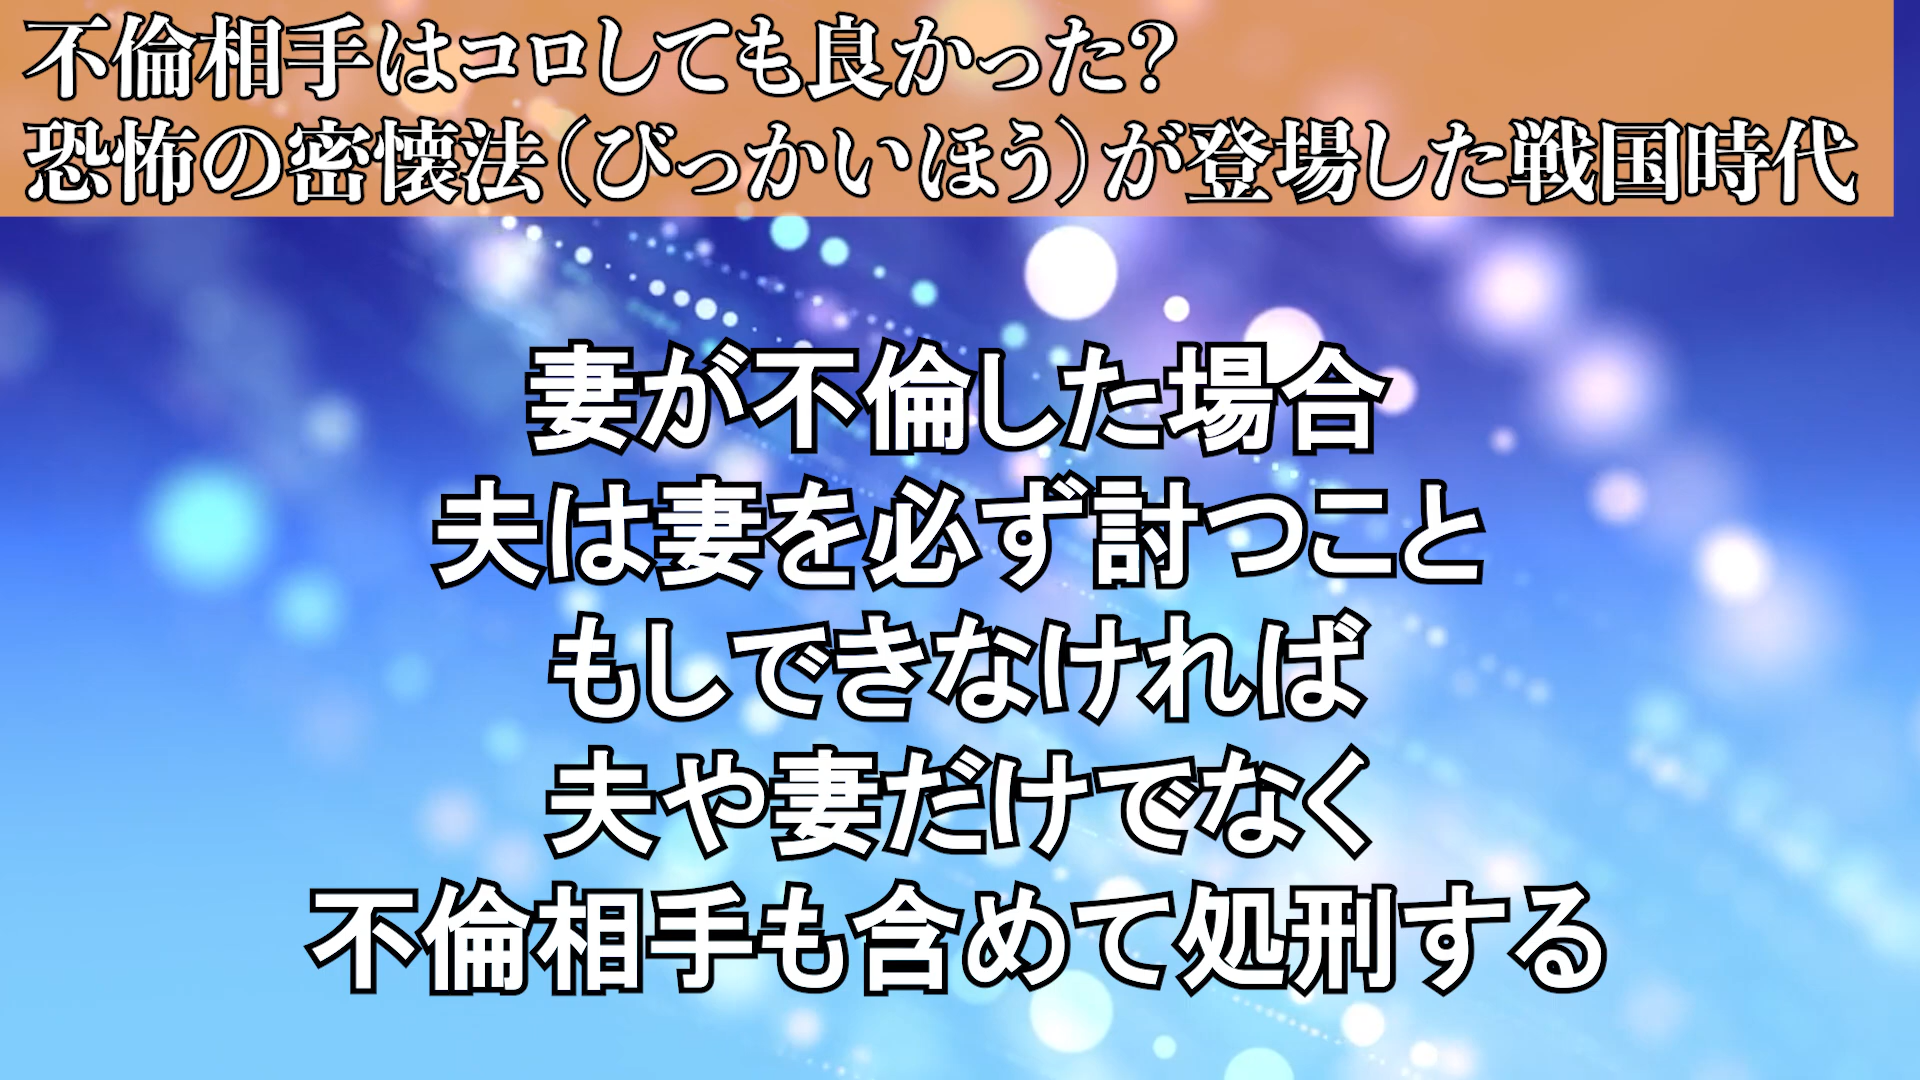 不倫相手はコロしても良かった？
恐怖の密懐法（びっかいほう）が登場した戦国時代
妻が不倫した場合
夫は妻を必ず討つこと
もしできなければ
夫や妻だけでなく
不倫相手も含めて処刑する